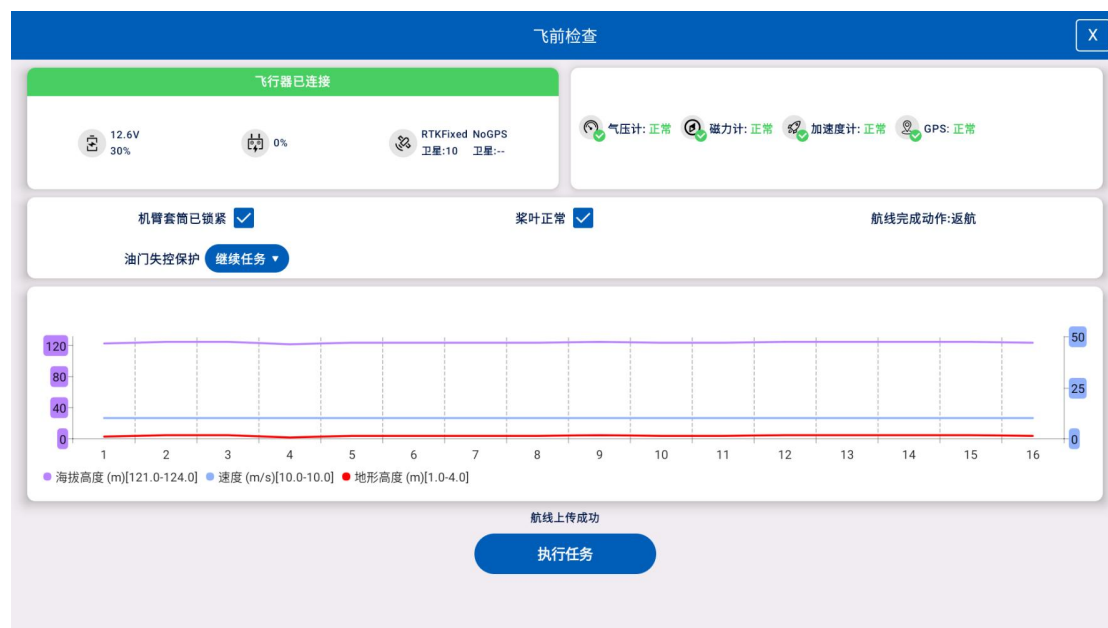 飞前检查
X
飞行器已连接
12.6V
30%
0%
RTKFixed NoGPS
卫星:10 卫星:--
气压计: 正常 磁力计: 正常 加速度计: 正常 GPS: 正常
机臂套筒已锁紧 桨叶正常 航线完成动作:返航
油门失控保护 继续任务
120
80
40
0
50
25
0
1 2 3 4 5 6 7 8 9 10 11 12 13 14 15 16
海拔高度 (m)[121.0-124.0] 速度 (m/s)[10.0-10.0] 地形高度 (m)[1.0-4.0]
航线上传成功
执行任务